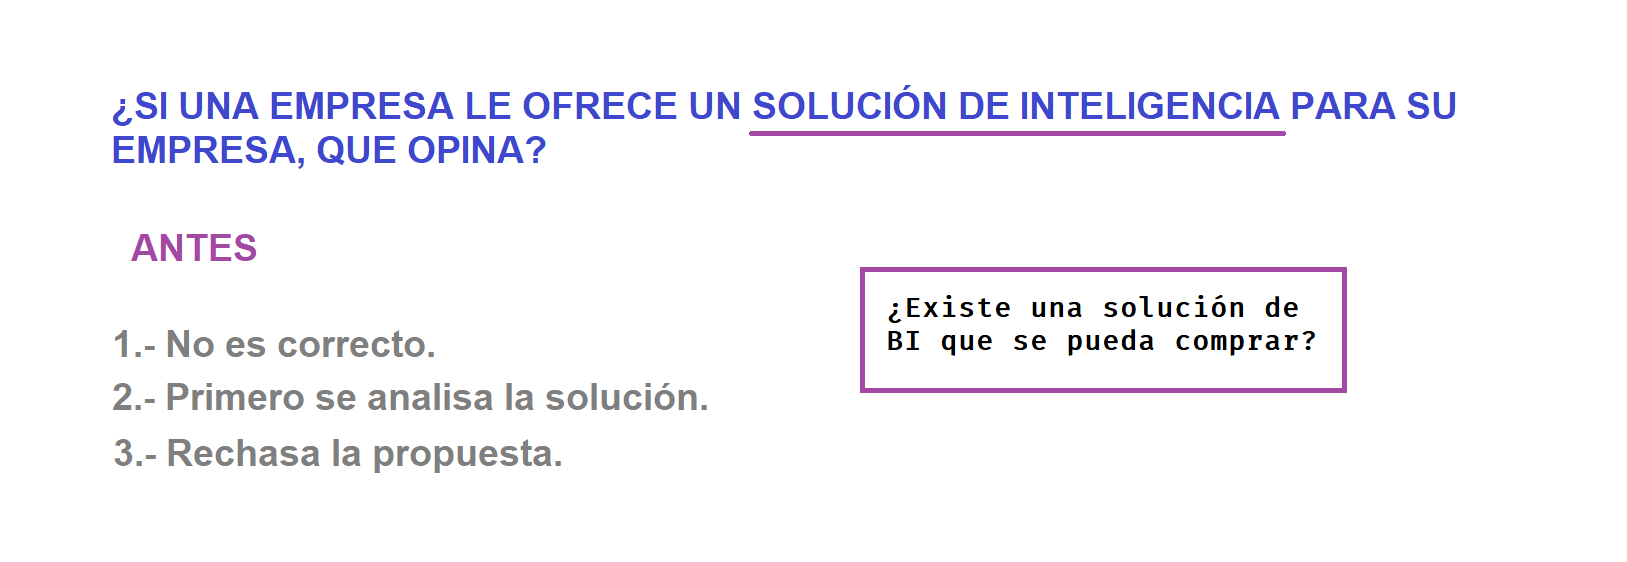 ¿SI UNA EMPRESA LE OFRECE UN SOLUCIÓN DE INTELIGENCIA PARA SU
EMPRESA, QUE OPINA?
ANTES
1.- No es correcto.
2.- Primero se analisa la solución.
3.- Rechasa la propuesta.
¿Existe una solución de
BI que se pueda comprar?